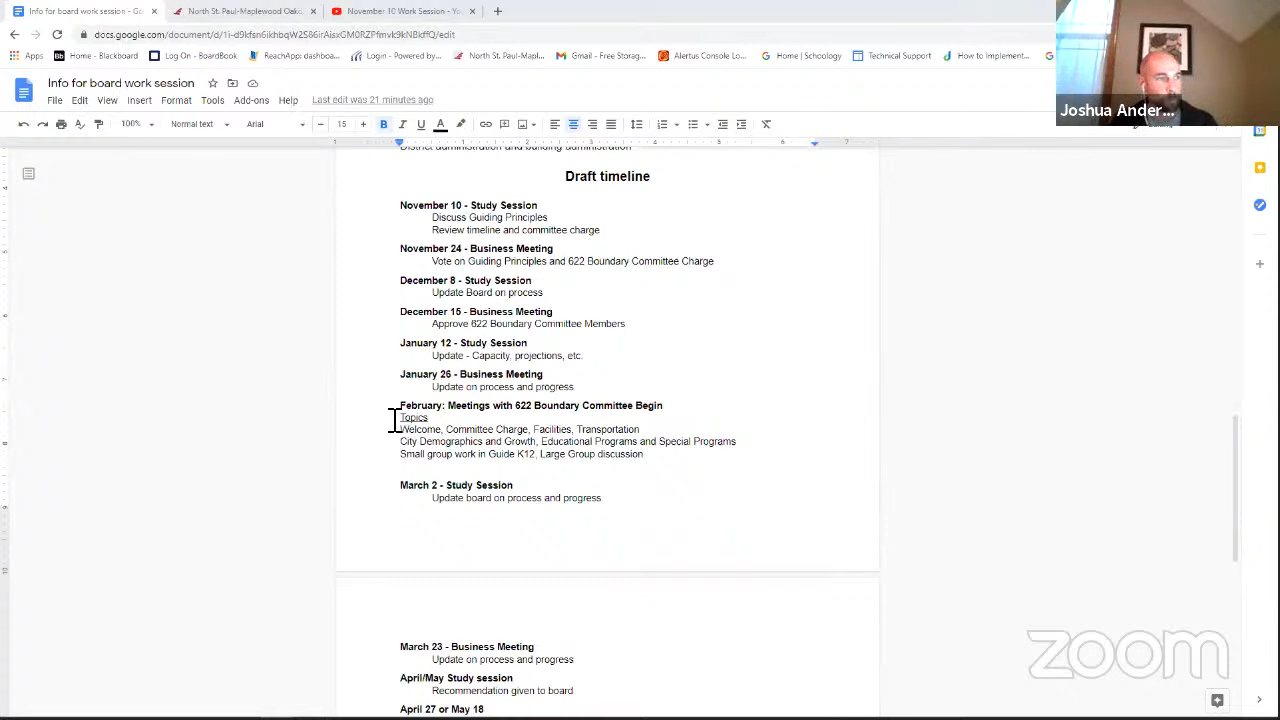 Info for board work session - Go
North St. Paul-Maplewood Oakd
November 10 Work Session - You
Apps
Home - Blackboard
Log On - BoardBook
ReachApp dashboa...
Login - Powered by...
North St. Paul-Mapl...
Gmail - Free Storag...
Alertus Console Lo...
Home | Schoology
Technical Support
How to Implement...
Info for board work session
File Edit View Insert Format Tools Add-ons Help Last edit was 21 minutes ago
100% Normal text Arial 15
Joshua Ander...
District administration and building administration
Draft timeline
November 10 - Study Session
Discuss Guiding Principles
Review timeline and committee charge
November 24 - Business Meeting
Vote on Guiding Principles and 622 Boundary Committee Charge
December 8 - Study Session
Update Board on process
December 15 - Business Meeting
Approve 622 Boundary Committee Members
January 12 - Study Session
Update - Capacity, projections, etc.
January 26 - Business Meeting
Update on process and progress
February: Meetings with 622 Boundary Committee Begin
Topics
Welcome, Committee Charge, Facilities, Transportation
City Demographics and Growth, Educational Programs and Special Programs
Small group work in Guide K12, Large Group discussion
March 2 - Study Session
Update board on process and progress
March 23 - Business Meeting
Update on process and progress
April/May Study session
Recommendation given to board
April 27 or May 18
zoom